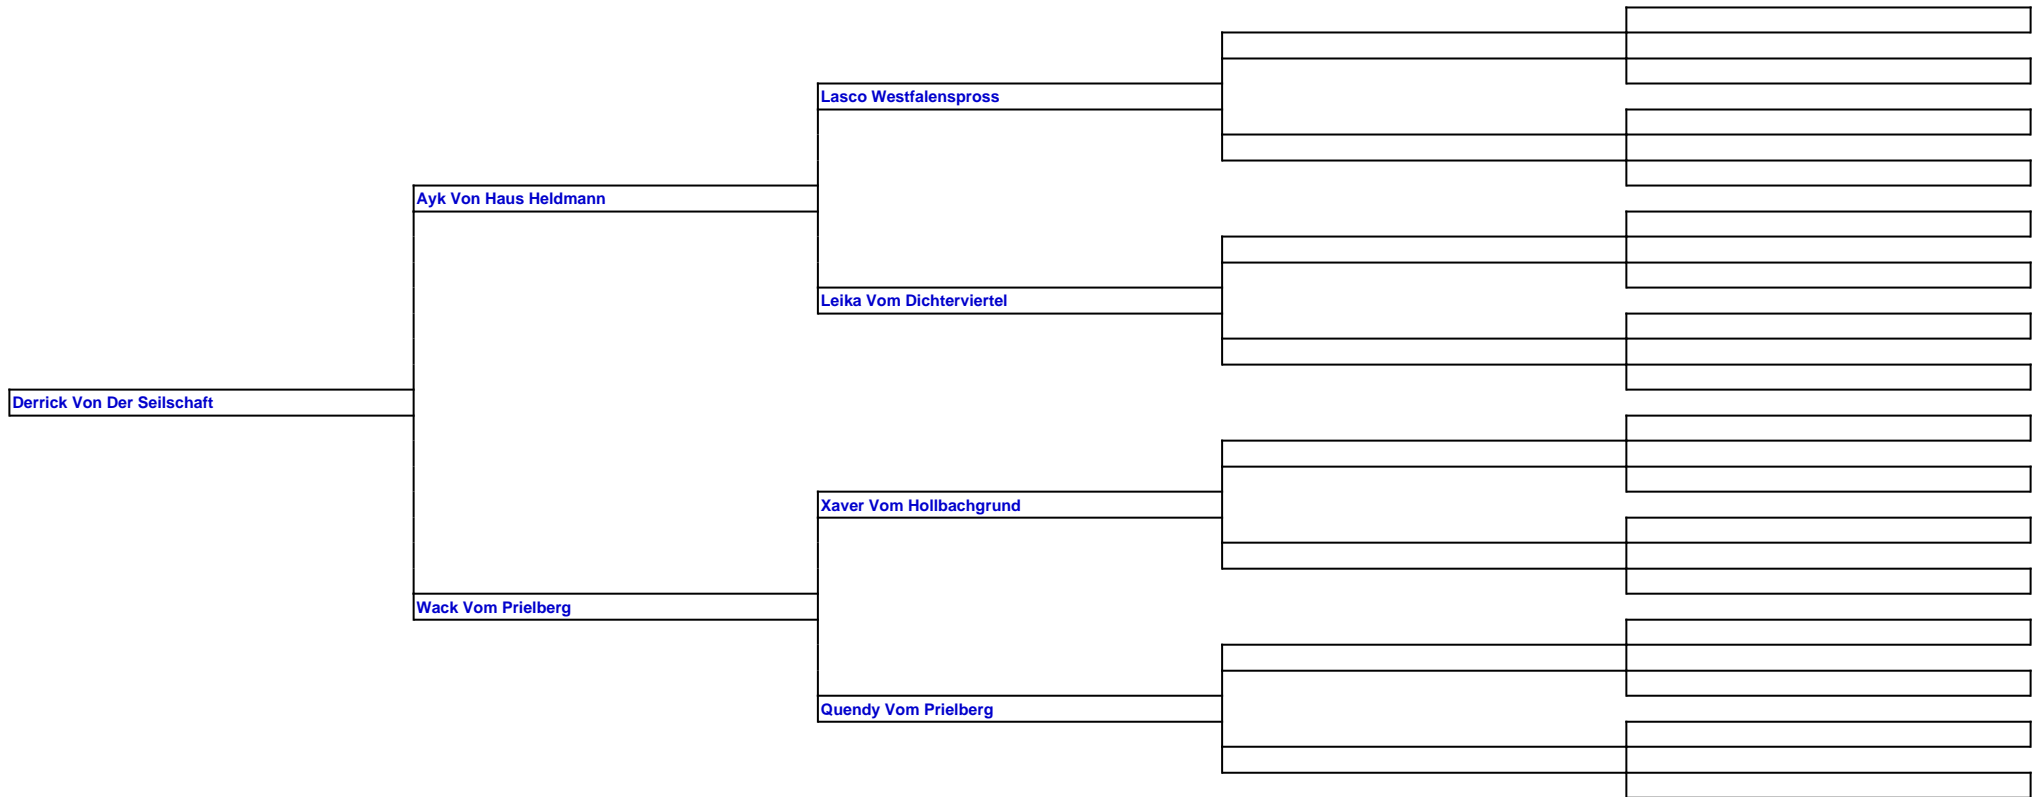 Lasco Westfalenspross
Ayk Von Haus Heldmann
Leika Vom Dichterviertel
Derrick Von Der Seilschaft
Xaver Vom Hollbachgrund
Wack Vom Prielberg
Quendy Vom Prielberg